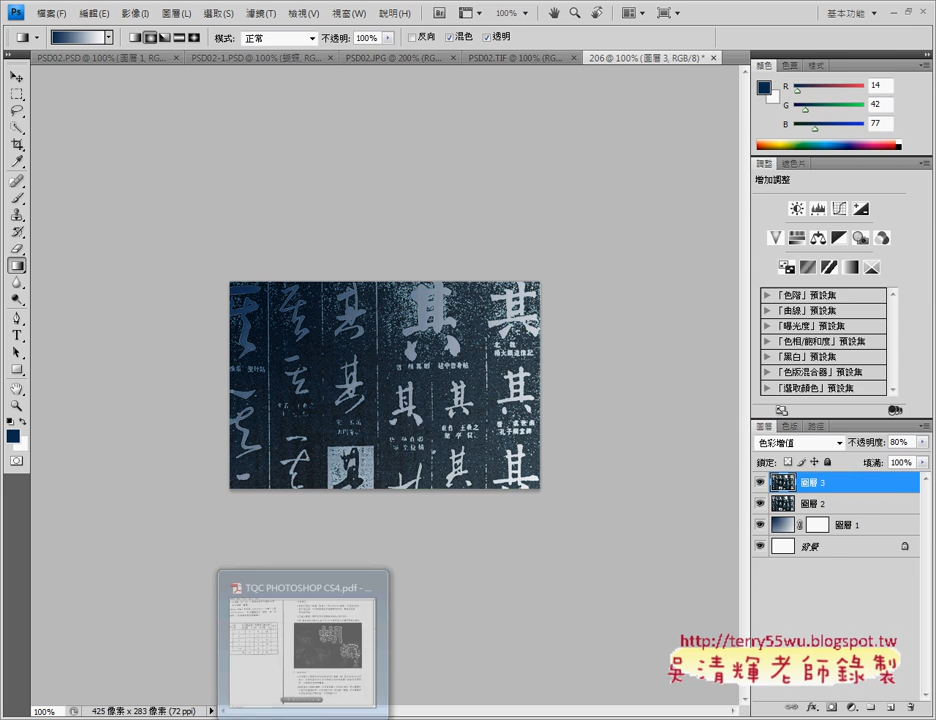 檔案(F) 編輯(E) 影像(I) 圖層(L) 選取(S) 濾鏡(T) 檢視(V) 視窗(W) 說明(H) 100% 基本功能
模式: 正常 不透明: 100% 反向 混色 透明
PSD02.PSD @ 100% (圖層 1, RG... × PSD02-1.PSD @ 100% (蝴蝶, RG... × PSD02.JPG @ 200% (RG... × PSD02.TIF @ 100% (RG... × 206 @ 100% (圖層 3, RGB/8) * ×
顏色 色票 樣式
R 14
G 42
B 77
調整 遮色片
增加調整
「色階」預設集
「曲線」預設集
「曝光度」預設集
「色相/飽和度」預設集
「黑白」預設集
「色版混合器」預設集
「選取顏色」預設集
圖層 色版 路徑
色彩增值 不透明度: 80%
鎖定: 填滿: 100%
圖層 3
圖層 2
圖層 1
背景
其 其
其 其 其
其
TQC PHOTOSHOP CS4.pdf - ...
http://terry55wu.blogspot.tw
吳清輝老師錄製
100% 425 像素 x 283 像素 (72 ppi)